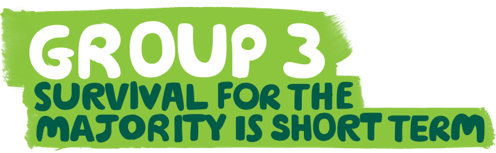 GROUP 3
SURVIVAL FOR THE
MAJORITY IS SHORT TERM